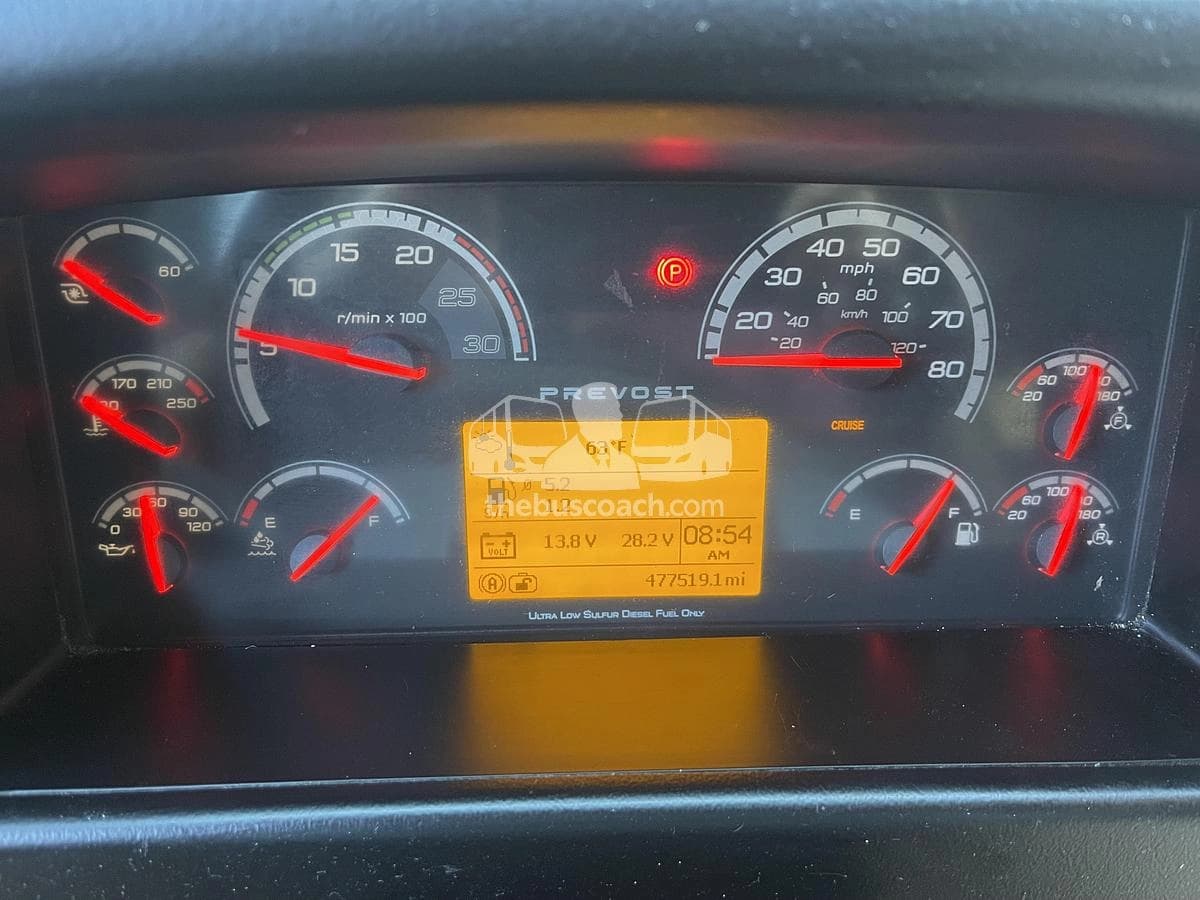 60
5 10 15 20 25 30
r/min x 100
P
20 30 40 50 60 70 80
mph
20 40 60 80 100 120
km/h
170 210 250
PREVOST
CRUISE
20 60 100
F
63°F
ø 5.2
thebuscoach.com
13.8 V 28.2 V 08:54
VOLT
AM
A 477519.1 mi
0 30 60 90 120
E F
E F
20 60 100 180
R
ULTRA LOW SULFUR DIESEL FUEL ONLY